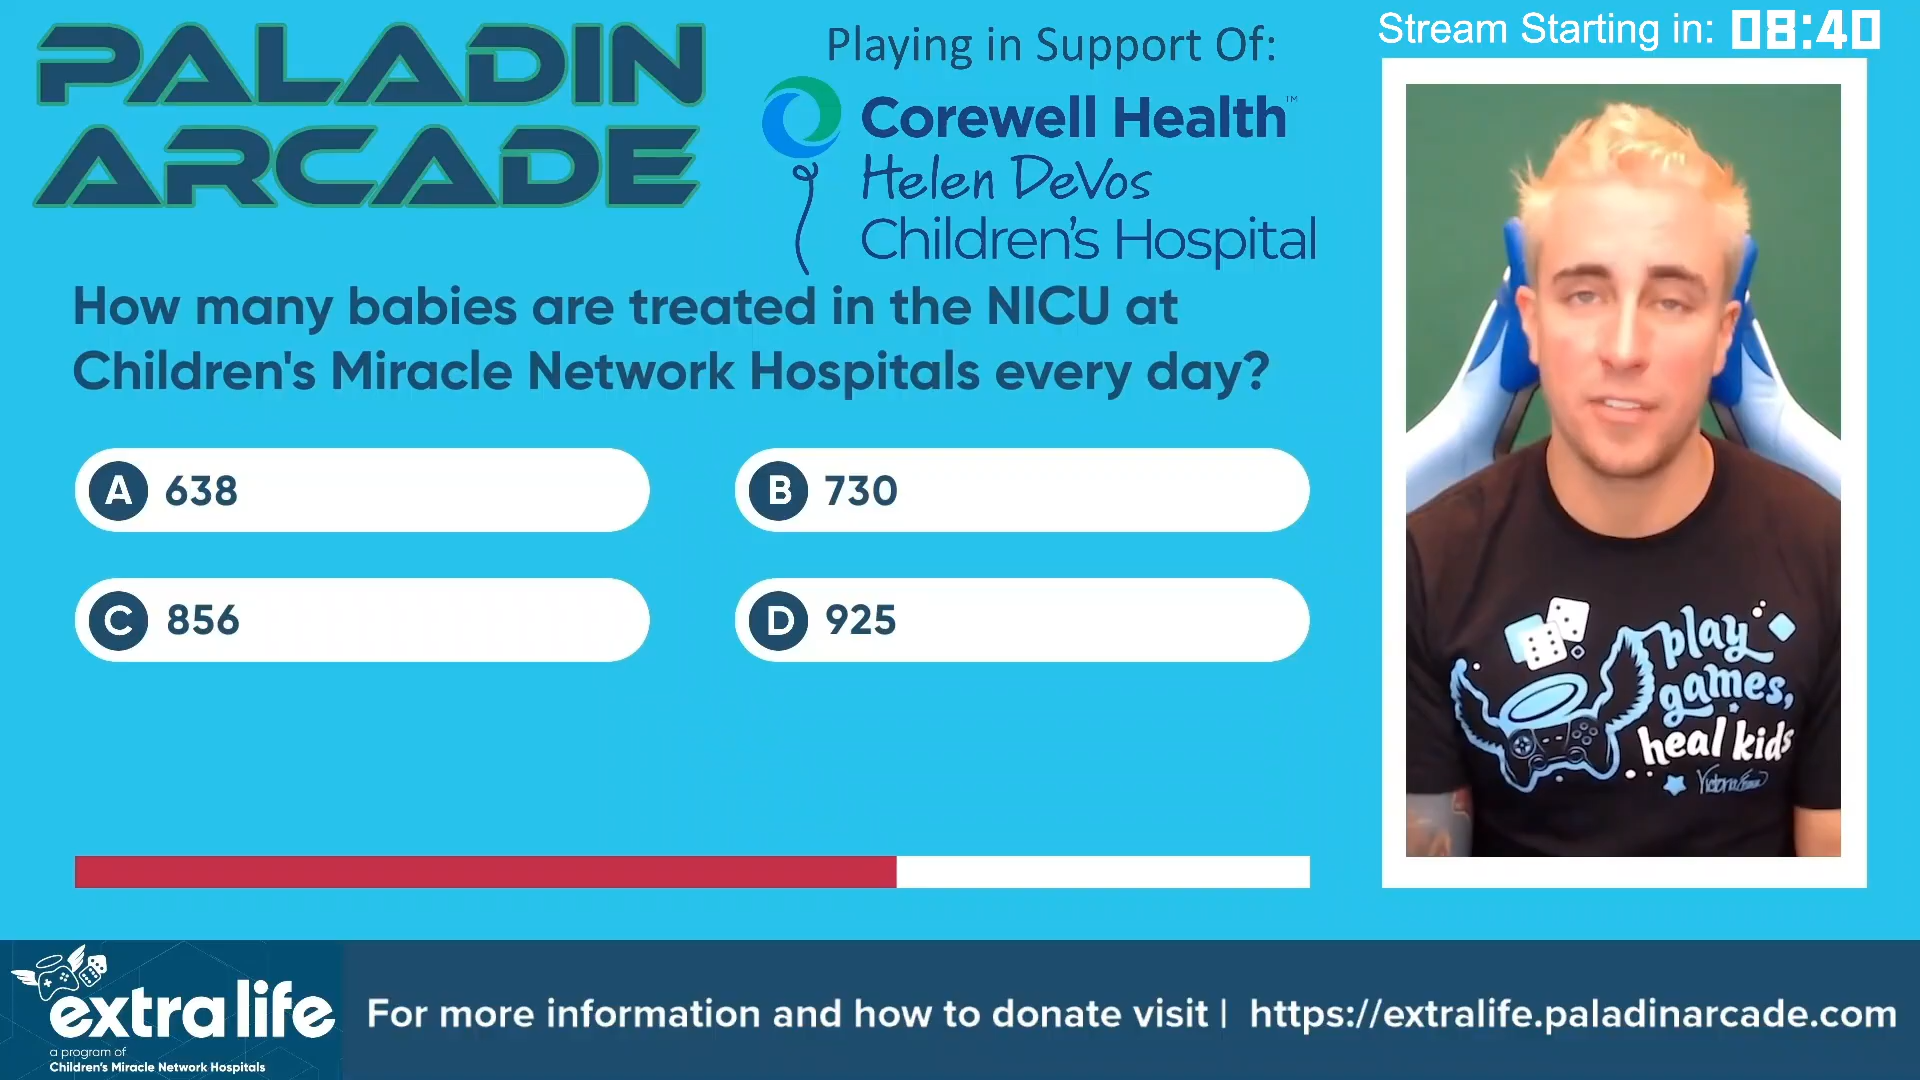 PALADIN
ARCADE
Playing in Support Of:
Corewell Health™
Helen DeVos
Children's Hospital
Stream Starting in: 08:40
How many babies are treated in the NICU at
Children's Miracle Network Hospitals every day?
A 638
B 730
C 856
D 925
play
games,
heal kids
extralife
a program of
Children's Miracle Network Hospitals
For more information and how to donate visit | https://extralife.paladinarcade.com